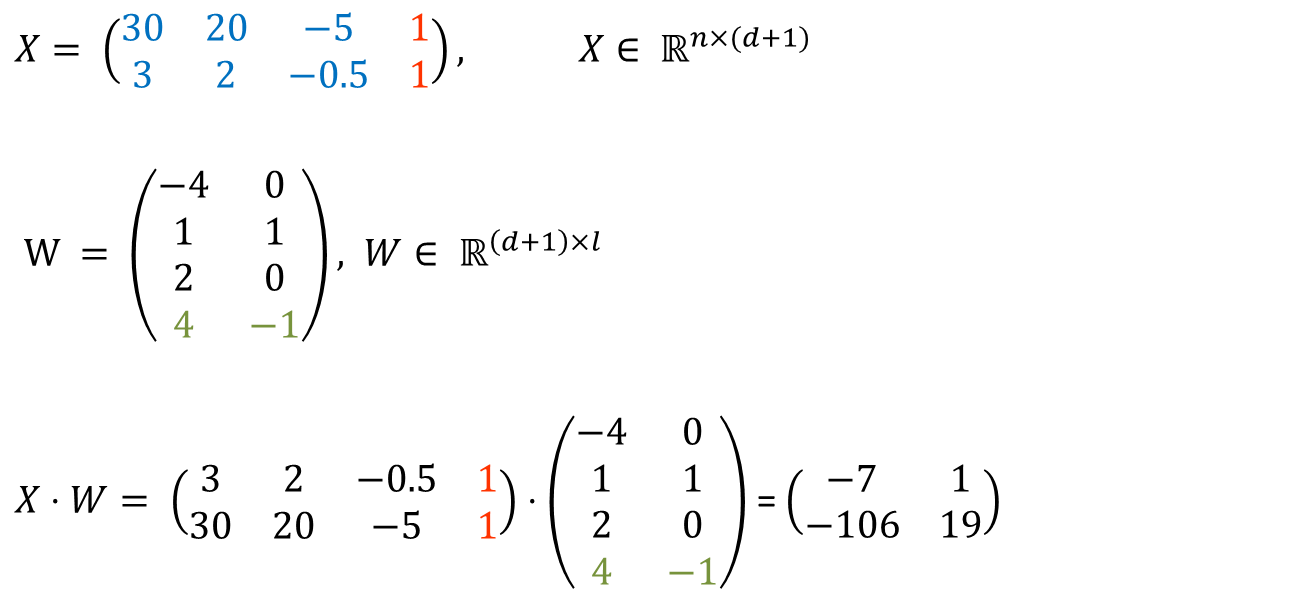 X = (30 20 −5 1
3 2 −0.5 1), X ∈ ℝ^{n×(d+1)}
W = (−4 0
1 1
2 0
4 −1), W ∈ ℝ^{(d+1)×l}
X · W = (3 2 −0.5 1
30 20 −5 1) · (−4 0
1 1
2 0
4 −1) = (−7 1
−106 19)